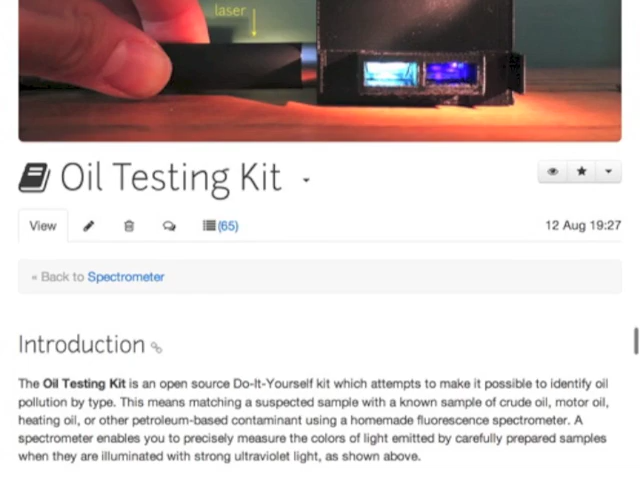 laser
Oil Testing Kit
View
(65)
12 Aug 19:27
« Back to Spectrometer
Introduction
The Oil Testing Kit is an open source Do-It-Yourself kit which attempts to make it possible to identify oil
pollution by type. This means matching a suspected sample with a known sample of crude oil, motor oil,
heating oil, or other petroleum-based contaminant using a homemade fluorescence spectrometer. A
spectrometer enables you to precisely measure the colors of light emitted by carefully prepared samples
when they are illuminated with strong ultraviolet light, as shown above.